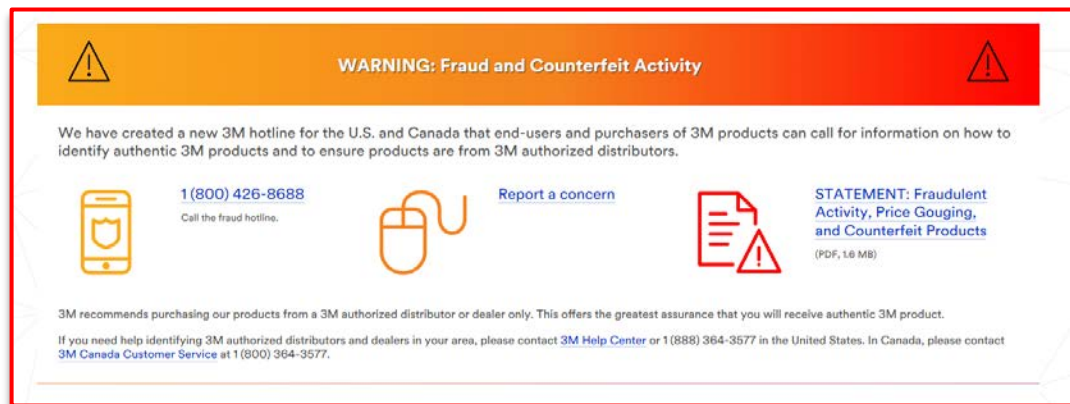 WARNING: Fraud and Counterfeit Activity
We have created a new 3M hotline for the U.S. and Canada that end-users and purchasers of 3M products can call for information on how to
identify authentic 3M products and to ensure products are from 3M authorized distributors.
1 (800) 426-8688
Call the fraud hotline.
Report a concern
STATEMENT: Fraudulent
Activity, Price Gouging,
and Counterfeit Products
(PDF, 1.6 MB)
3M recommends purchasing our products from a 3M authorized distributor or dealer only. This offers the greatest assurance that you will receive authentic 3M product.
If you need help identifying 3M authorized distributors and dealers in your area, please contact 3M Help Center or 1 (888) 364-3577 in the United States. In Canada, please contact
3M Canada Customer Service at 1 (800) 364-3577.